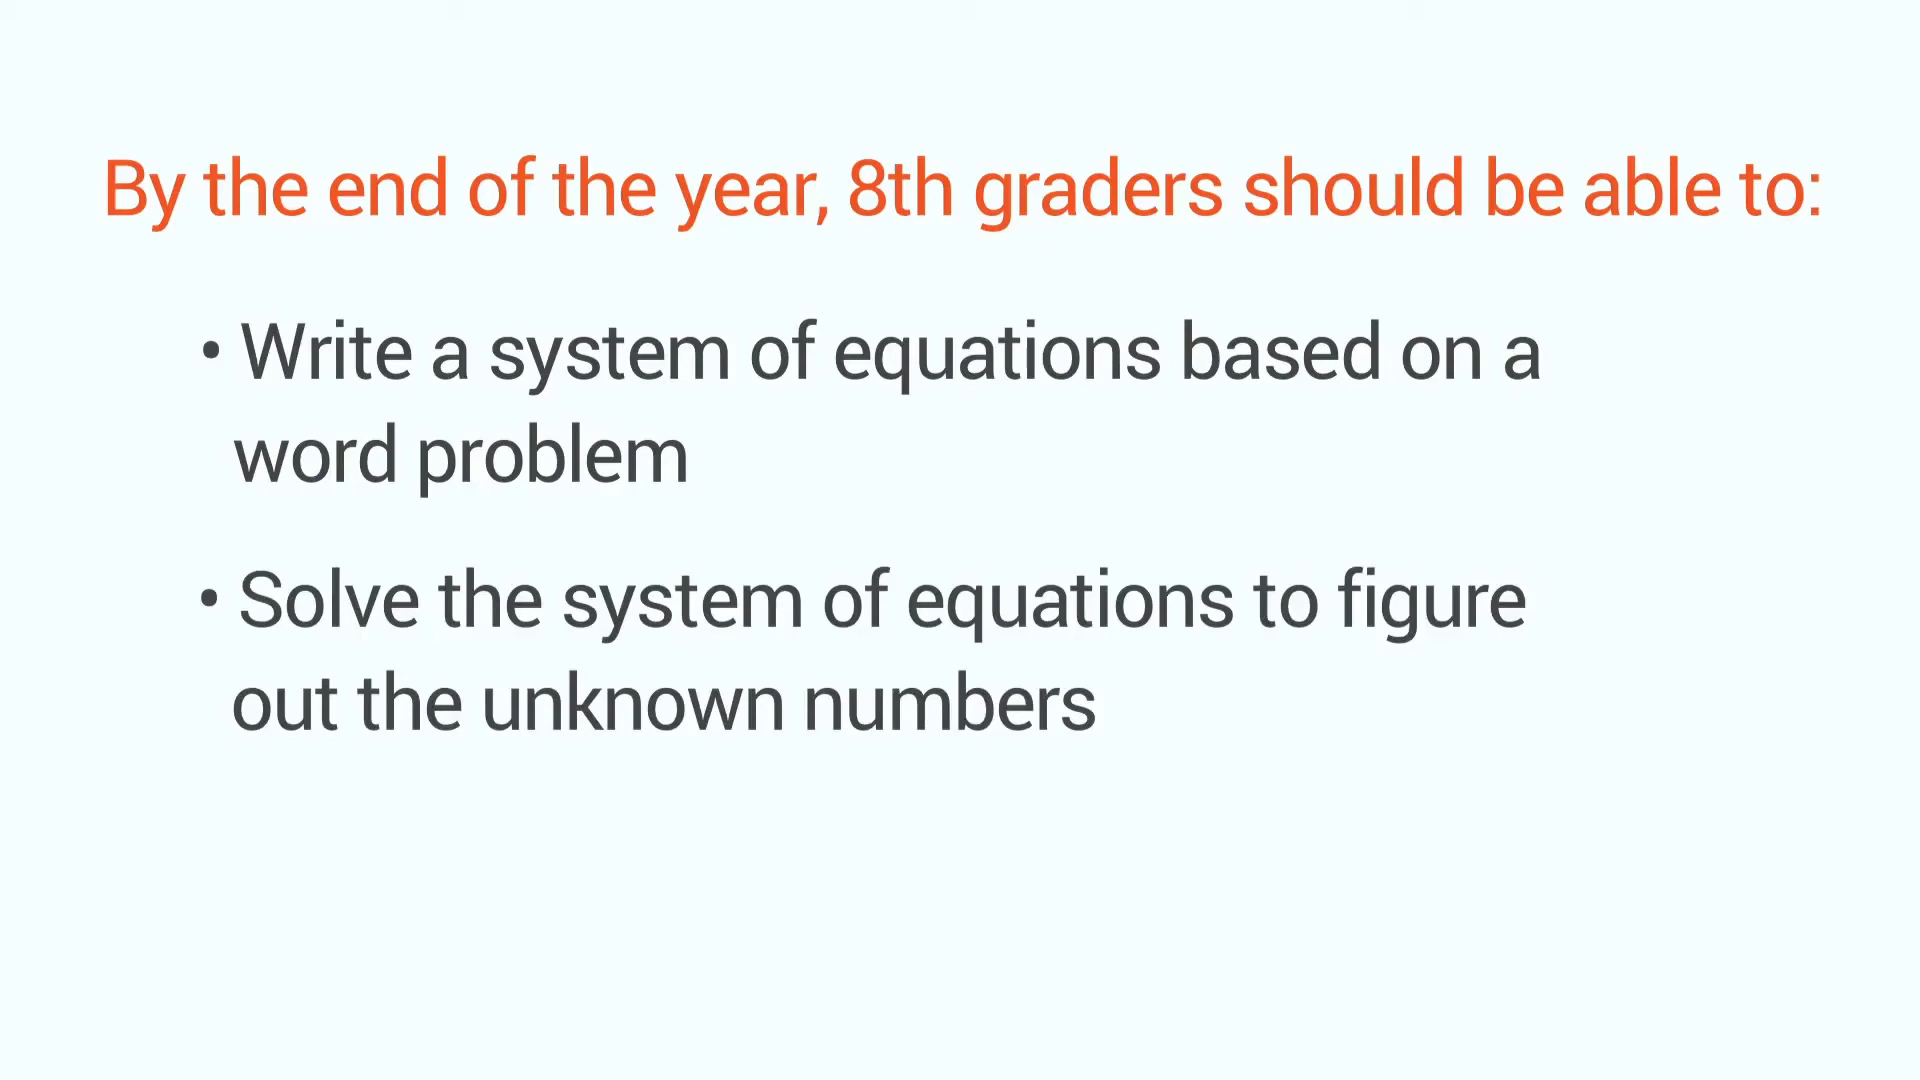 By the end of the year, 8th graders should be able to:
• Write a system of equations based on a
word problem
• Solve the system of equations to figure
out the unknown numbers